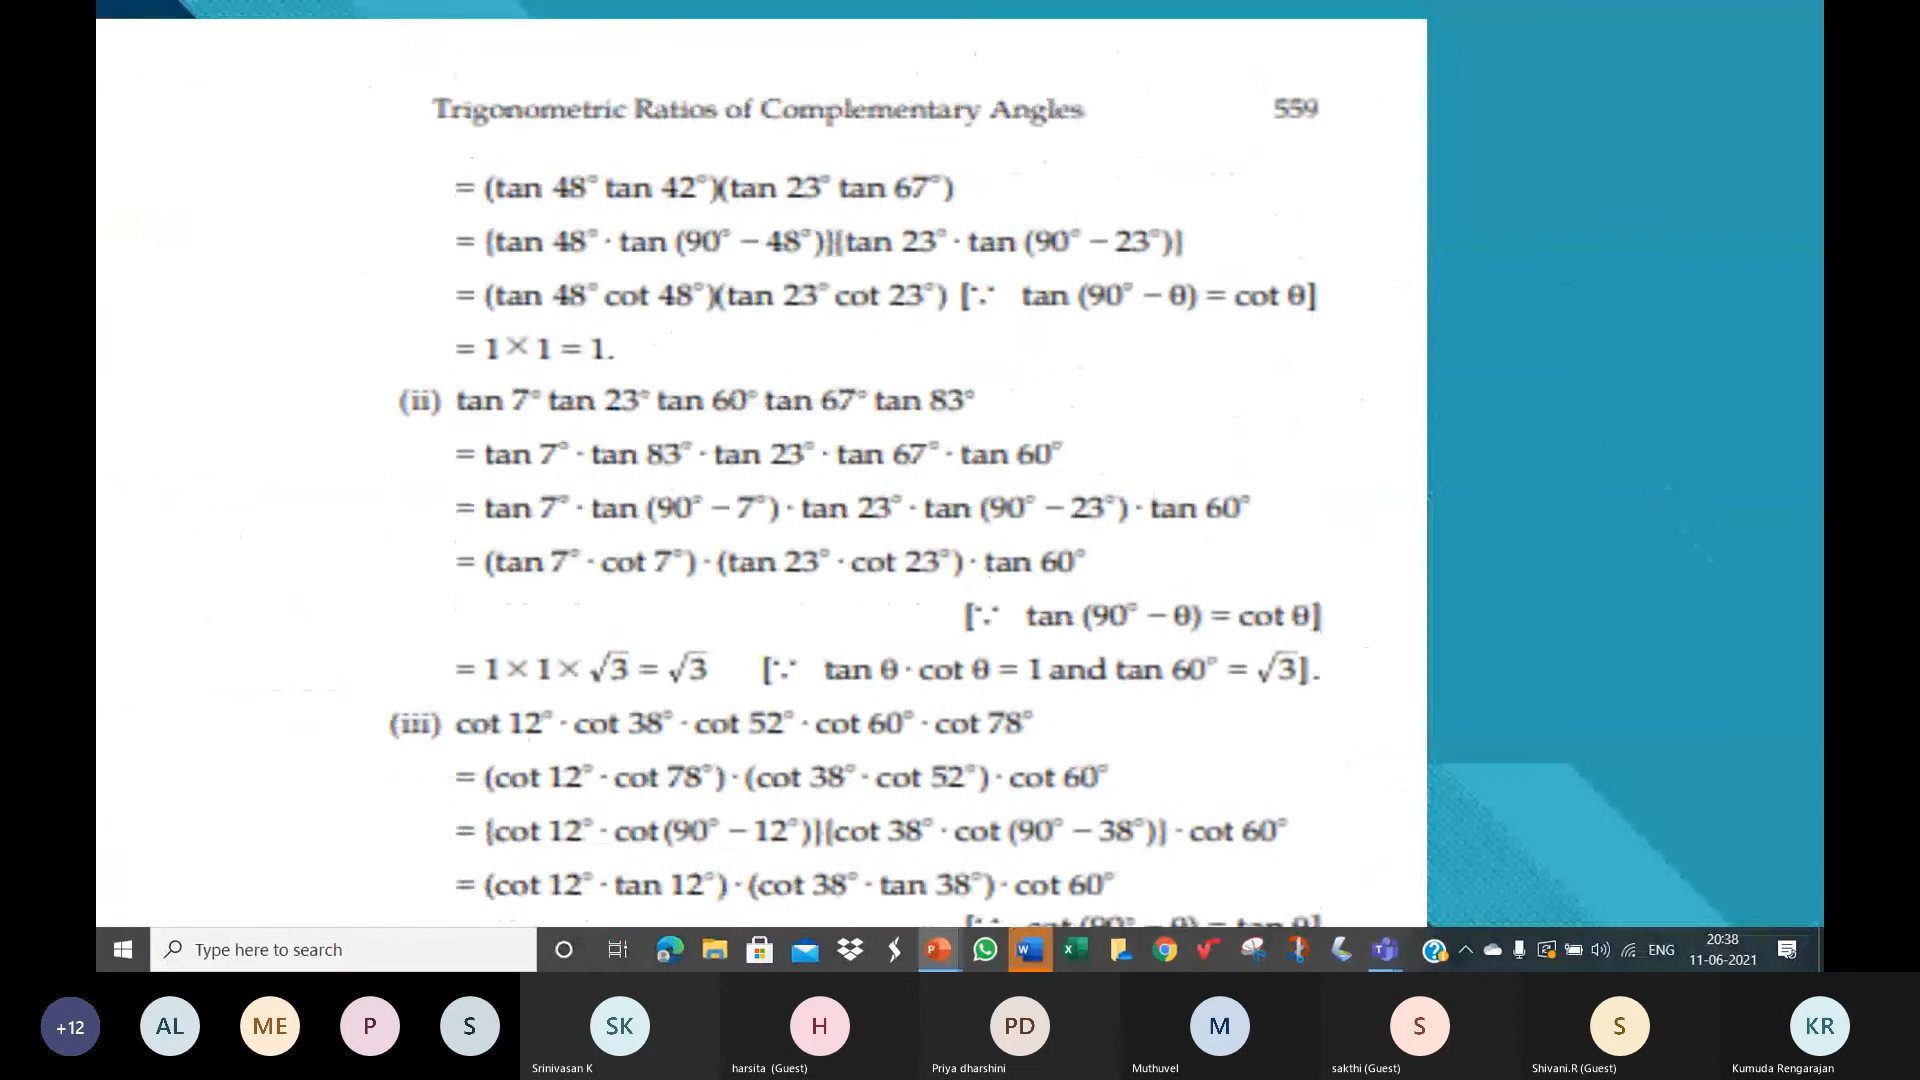 Trigonometric Ratios of Complementary Angles 559
= (tan 48° tan 42°)(tan 23° tan 67°)
= {tan 48° · tan (90° − 48°)}{tan 23° · tan (90° − 23°)}
= (tan 48° cot 48°)(tan 23° cot 23°) [∵ tan (90° − θ) = cot θ]
= 1 × 1 = 1.
(ii) tan 7° tan 23° tan 60° tan 67° tan 83°
= tan 7° · tan 83° · tan 23° · tan 67° · tan 60°
= tan 7° · tan (90° − 7°) · tan 23° · tan (90° − 23°) · tan 60°
= (tan 7° · cot 7°) · (tan 23° · cot 23°) · tan 60°
[∵ tan (90° − θ) = cot θ]
= 1 × 1 × √3 = √3 [∵ tan θ · cot θ = 1 and tan 60° = √3].
(iii) cot 12° · cot 38° · cot 52° · cot 60° · cot 78°
= (cot 12° · cot 78°) · (cot 38° · cot 52°) · cot 60°
= {cot 12° · cot (90° − 12°)}{cot 38° · cot (90° − 38°)} · cot 60°
= (cot 12° · tan 12°) · (cot 38° · tan 38°) · cot 60°
[∵ cot (90° − θ) = tan θ]
Type here to search
ENG
20:38
11-06-2021
+12 AL ME P S SK H PD M S S KR
Srinivasan K harsita (Guest) Priya dharshini Muthuvel sakthi (Guest) Shivani.R (Guest) Kumuda Rengarajan